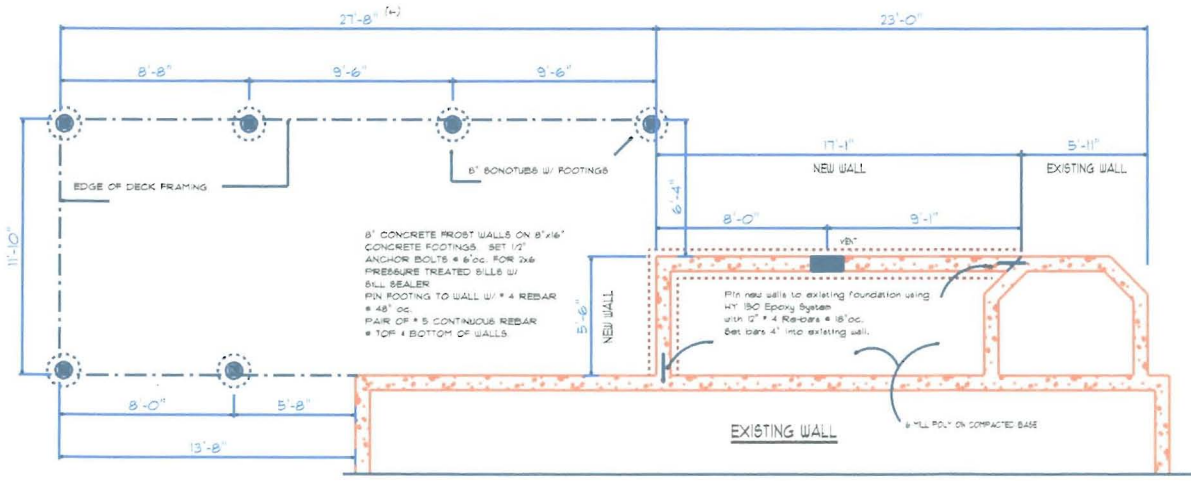 27'-8" (+-)
23'-0"
8'-8"
9'-6"
9'-6"
17'-1"
5'-11"
NEW WALL
EXISTING WALL
8" SONOTUBES W/ FOOTINGS
EDGE OF DECK FRAMING
6'-4"
8'-0"
9'-1"
VENT
11'-10"
8" CONCRETE FROST WALLS ON 8"x16"
CONCRETE FOOTINGS. SET 1/2"
ANCHOR BOLTS @ 6'oc. FOR 2x6
PRESSURE TREATED SILLS W/
SILL SEALER
PIN FOOTING TO WALL W/ # 4 REBAR
@ 48" oc.
PAIR OF # 5 CONTINUOUS REBAR
@ TOP & BOTTOM OF WALLS
5'-6"
NEW WALL
Pin new walls to existing foundation using
HY 150 Epoxy System
with 12" # 4 Re-bars @ 18"oc.
Set bars 4" into existing wall.
8'-0"
5'-8"
13'-8"
EXISTING WALL
6 MILL POLY ON COMPACTED BASE